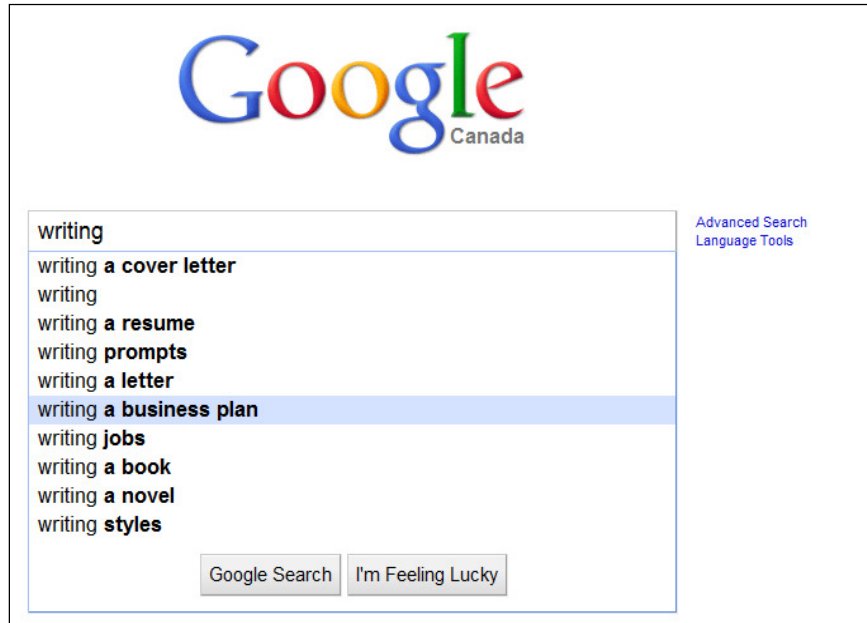 Google
Canada
writing
Advanced Search
Language Tools
writing a cover letter
writing
writing a resume
writing prompts
writing a letter
writing a business plan
writing jobs
writing a book
writing a novel
writing styles
Google Search
I'm Feeling Lucky